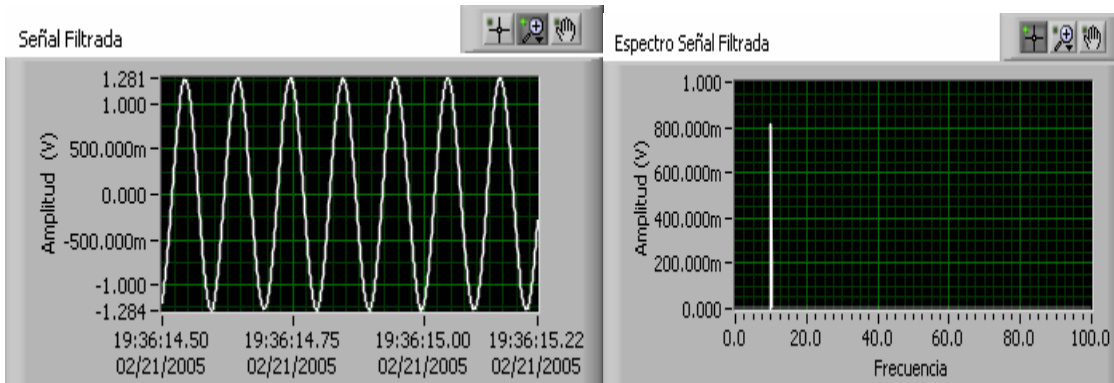 Señal Filtrada
Amplitud (V)
1.281
1.000
500.000m
0.000
-500.000m
-1.000
-1.284
19:36:14.50 19:36:14.75 19:36:15.00 19:36:15.22
02/21/2005 02/21/2005 02/21/2005 02/21/2005
Espectro Señal Filtrada
Amplitud (V)
1.000
800.000m
600.000m
400.000m
200.000m
0.000
0.0 20.0 40.0 60.0 80.0 100.0
Frecuencia